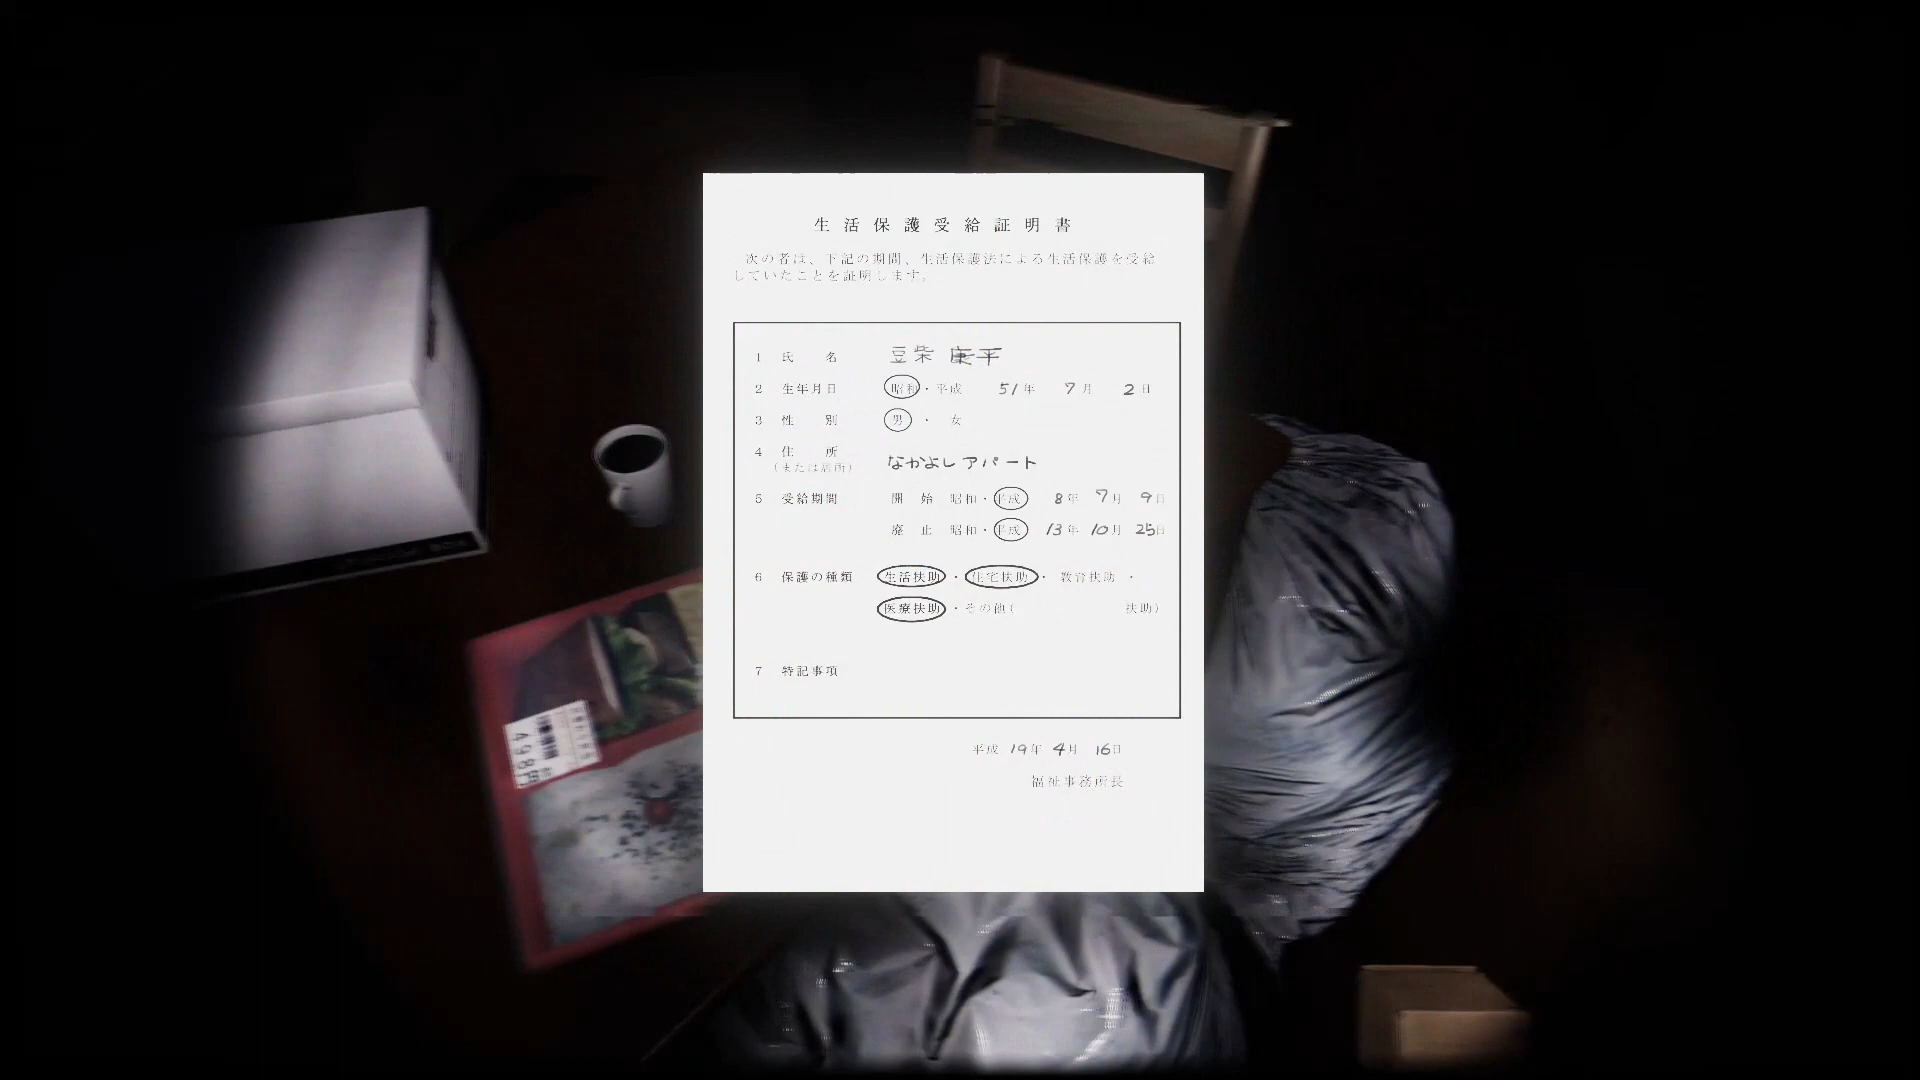 生活保護受給証明書
次の者は、下記の期間、生活保護法による生活保護を受給
していたことを証明します。
1 氏 名 豆柴 康平
2 生年月日 昭和・平成 51年 7月 2日
3 性 別 男 ・ 女
4 住 所 なかよしアパート
(または居所)
5 受給期間 開 始 昭和・平成 8年 7月 9日
廃 止 昭和・平成 13年 10月 25日
6 保護の種類 生活扶助 ・ 住宅扶助 ・ 教育扶助 ・
医療扶助 ・その他( 扶助)
7 特記事項
平成 19年 4月 16日
福祉事務所長
498円